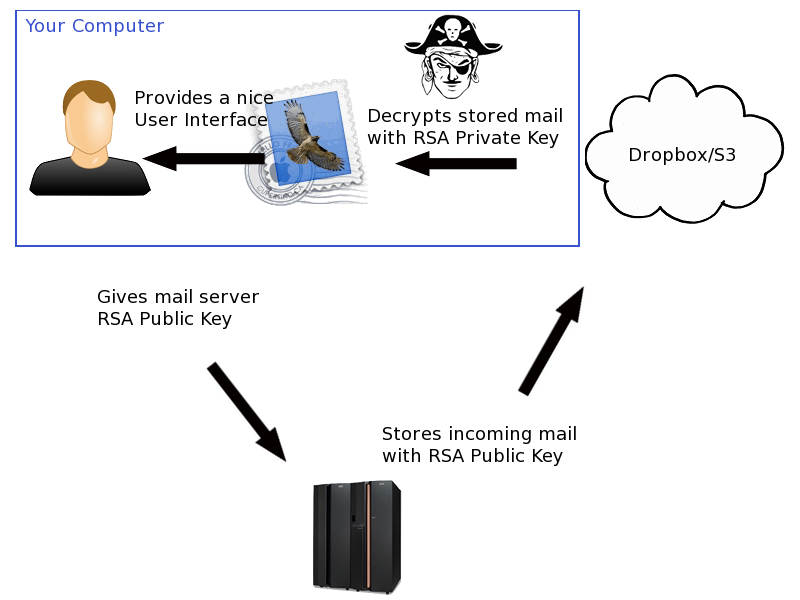 Your Computer
Provides a nice
User Interface
Decrypts stored mail
with RSA Private Key
Dropbox/S3
Gives mail server
RSA Public Key
Stores incoming mail
with RSA Public Key